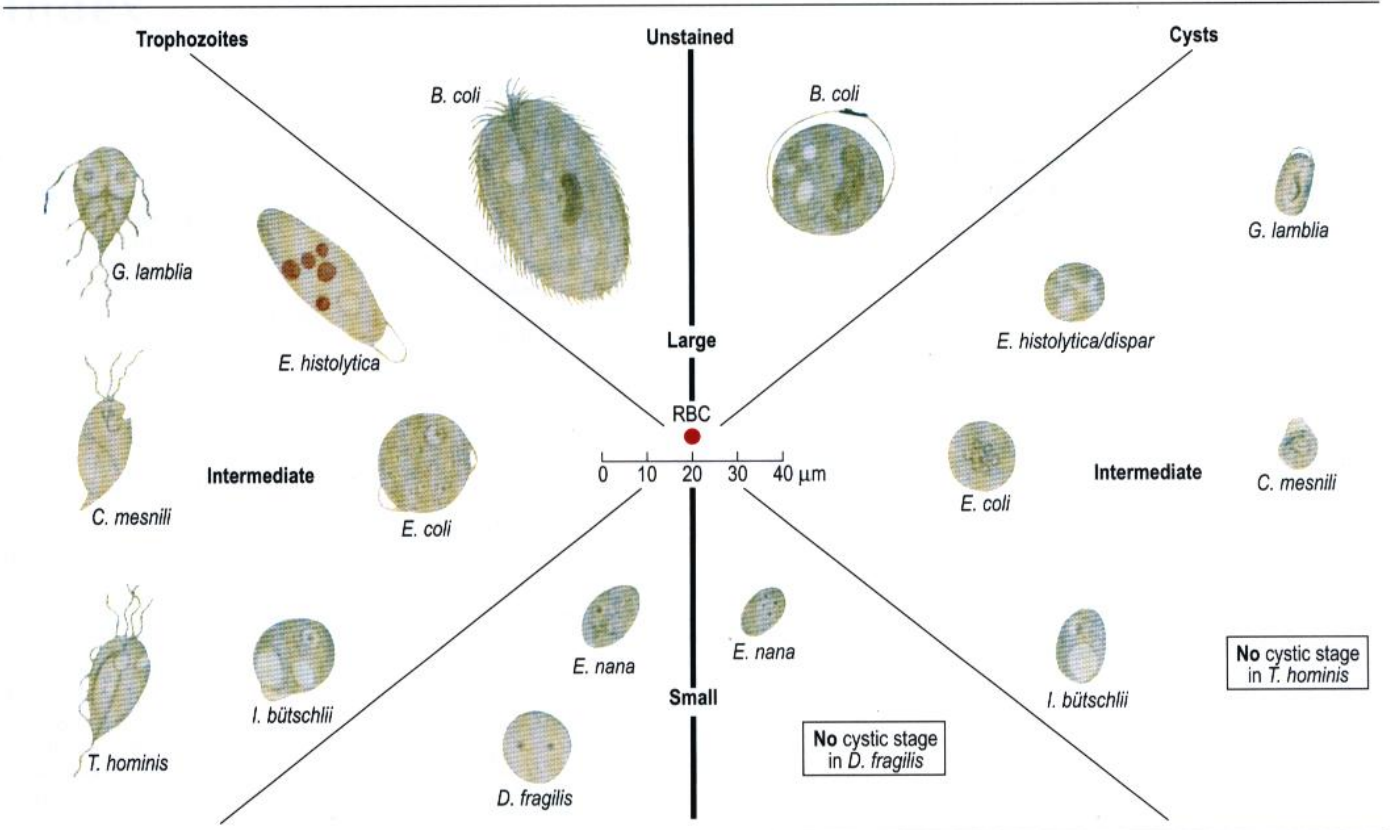 Trophozoites
Unstained
Cysts
B. coli
B. coli
G. lamblia
G. lamblia
E. histolytica
E. histolytica/dispar
Large
RBC
0 10 20 30 40 µm
Intermediate
Intermediate
C. mesnili
E. coli
E. coli
C. mesnili
E. nana
E. nana
No cystic stage
in T. hominis
Small
I. bütschlii
I. bütschlii
No cystic stage
in D. fragilis
T. hominis
D. fragilis